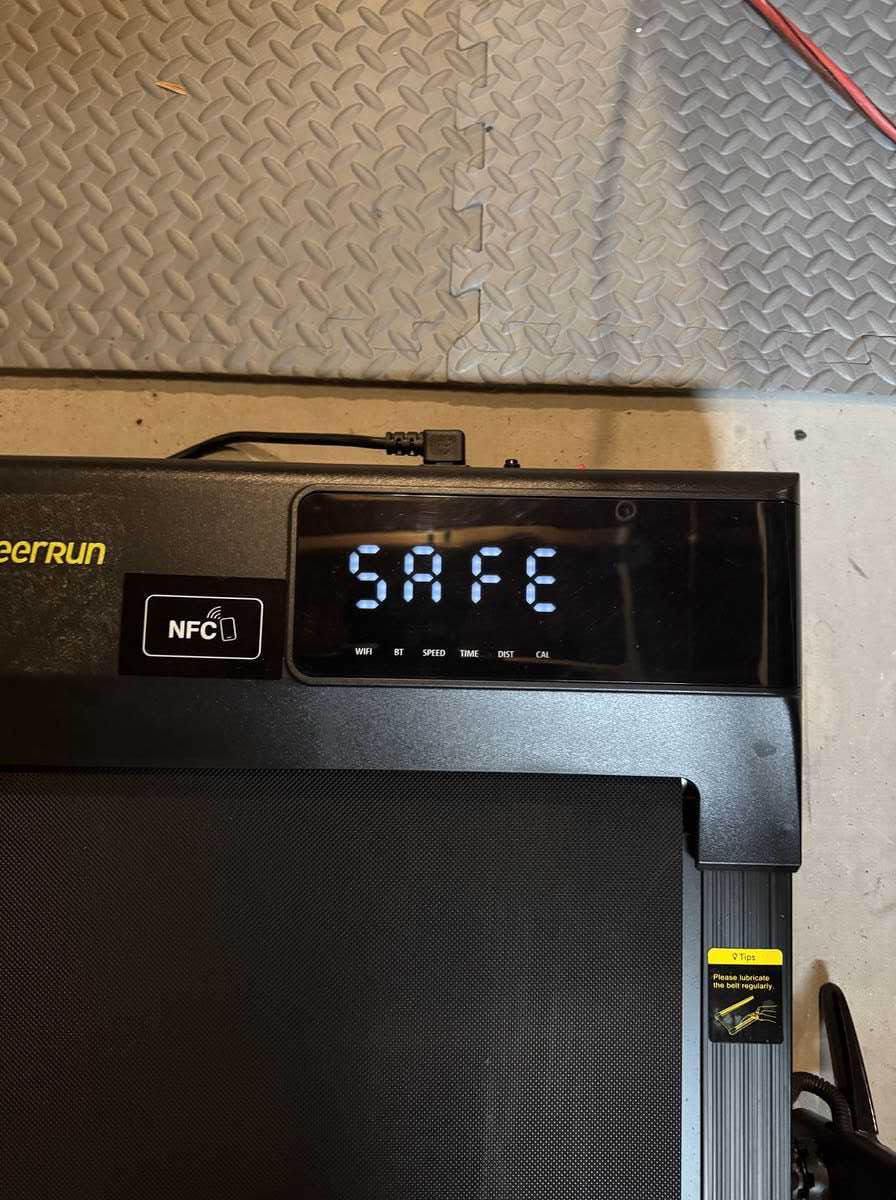 SAFE
eerRun
NFC
WIFI BT SPEED TIME DIST CAL
Tips
Please lubricate
the belt regularly.